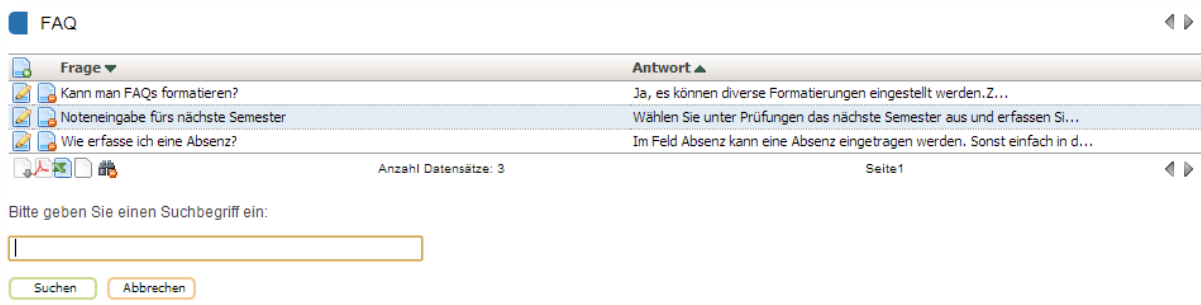 FAQ
Frage Antwort
Kann man FAQs formatieren? Ja, es können diverse Formatierungen eingestellt werden.Z...
Noteneingabe fürs nächste Semester Wählen Sie unter Prüfungen das nächste Semester aus und erfassen Si...
Wie erfasse ich eine Absenz? Im Feld Absenz kann eine Absenz eingetragen werden. Sonst einfach in d...
Anzahl Datensätze: 3 Seite1
Bitte geben Sie einen Suchbegriff ein:
Suchen Abbrechen